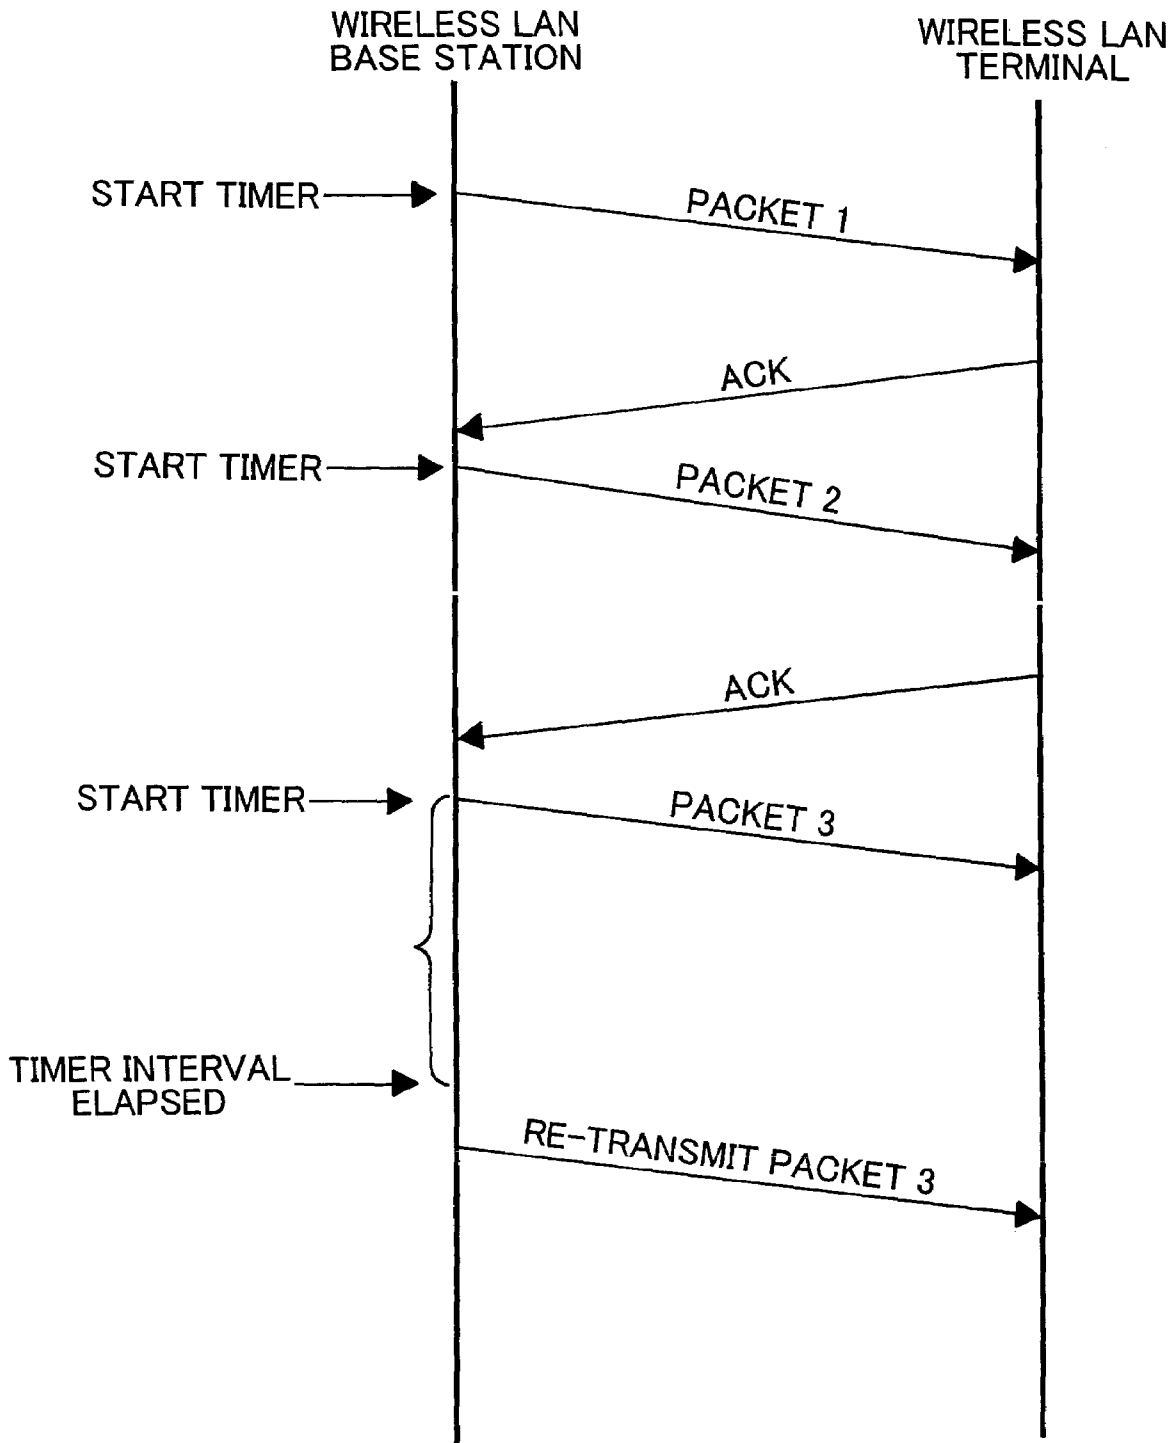 WIRELESS LAN
BASE STATION
WIRELESS LAN
TERMINAL
START TIMER
PACKET 1
ACK
START TIMER
PACKET 2
ACK
START TIMER
PACKET 3
TIMER INTERVAL
ELAPSED
RE-TRANSMIT PACKET 3